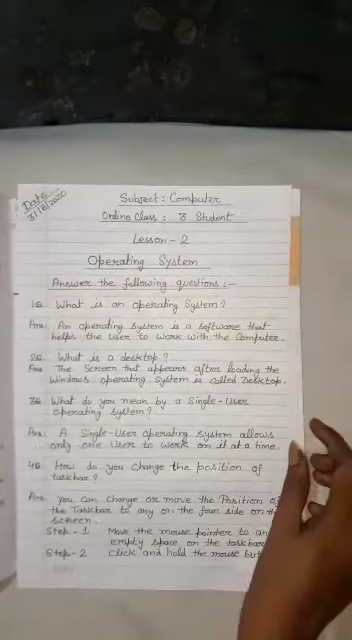 Date:-
31/8/2020
Subject: Computer
Online Class: 3 Student
Lesson - 2
Operating System
Answer the following questions:-
1Q. What is an operating System?
Ans: An operating System is a Software that
helps the User to work with the Computer.
2Q. What is a desktop?
Ans The Screen that appears after loading the
Windows operating System is called Desktop.
3Q. What do you mean by a Single-User
operating System?
Ans: A Single-User operating System allows
only one User to work on it at a time.
4Q How do you change the position of
taskbar?
Ans You can change or move the Position of
the Taskbar to any on the four side on the
Screen.
Step-1 Move the mouse pointer to an
empty space on the taskbar
Step-2 Click and hold the mouse but